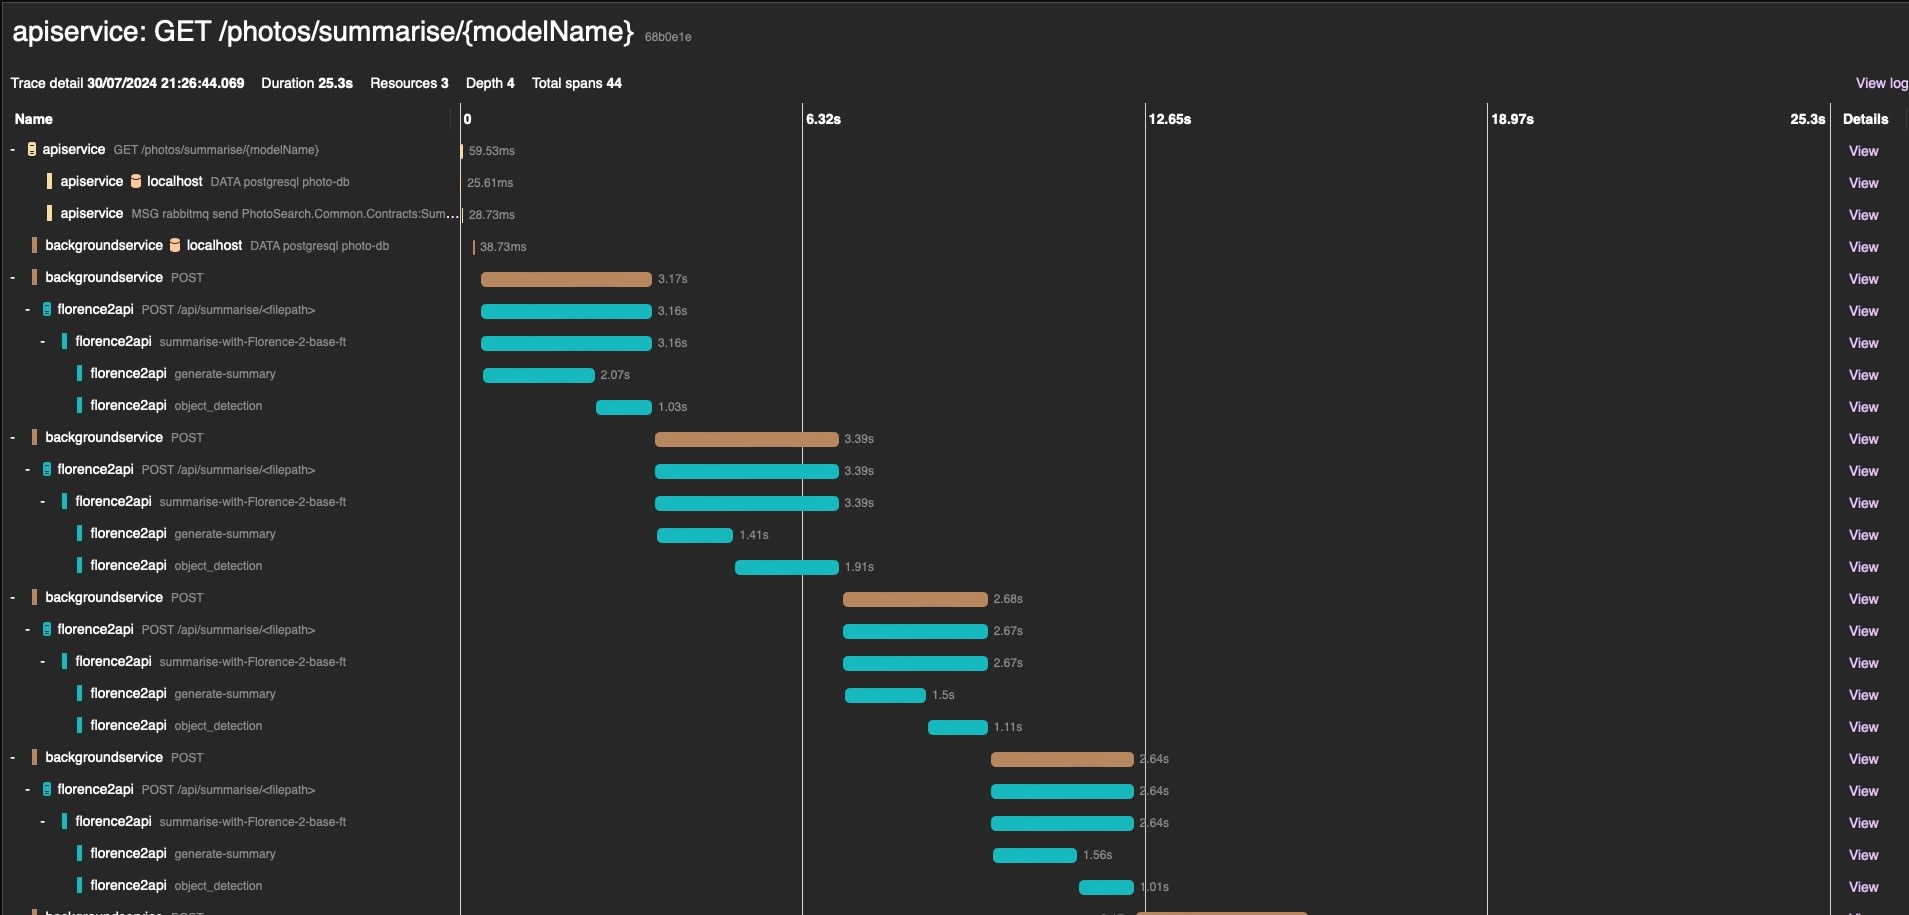 apiservice: GET /photos/summarise/{modelName} 68b0e1e
Trace detail 30/07/2024 21:26:44.069 Duration 25.3s Resources 3 Depth 4 Total spans 44 View log
Name 0 6.32s 12.65s 18.97s 25.3s Details
- apiservice GET /photos/summarise/{modelName} 59.53ms View
apiservice localhost DATA postgresql photo-db 25.61ms View
apiservice MSG rabbitmq send PhotoSearch.Common.Contracts:Sum... 28.73ms View
backgroundservice localhost DATA postgresql photo-db 38.73ms View
- backgroundservice POST 3.17s View
- florence2api POST /api/summarise/<filepath> 3.16s View
- florence2api summarise-with-Florence-2-base-ft 3.16s View
florence2api generate-summary 2.07s View
florence2api object_detection 1.03s View
- backgroundservice POST 3.39s View
- florence2api POST /api/summarise/<filepath> 3.39s View
- florence2api summarise-with-Florence-2-base-ft 3.39s View
florence2api generate-summary 1.41s View
florence2api object_detection 1.91s View
- backgroundservice POST 2.68s View
- florence2api POST /api/summarise/<filepath> 2.67s View
- florence2api summarise-with-Florence-2-base-ft 2.67s View
florence2api generate-summary 1.5s View
florence2api object_detection 1.11s View
- backgroundservice POST 2.64s View
- florence2api POST /api/summarise/<filepath> 2.64s View
- florence2api summarise-with-Florence-2-base-ft 2.64s View
florence2api generate-summary 1.56s View
florence2api object_detection 1.01s View
backgroundservice POST